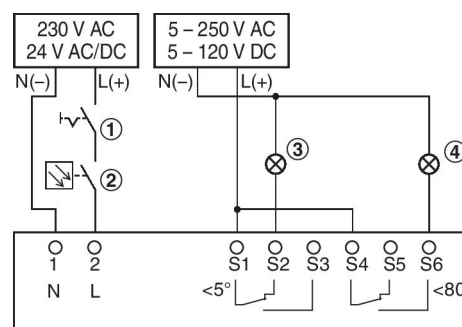 230 V AC
24 V AC/DC
5 – 250 V AC
5 – 120 V DC
N(–) L(+) N(–) L(+)
①
②
③
④
1 2 S1 S2 S3 S4 S5 S6
N L <5° <80